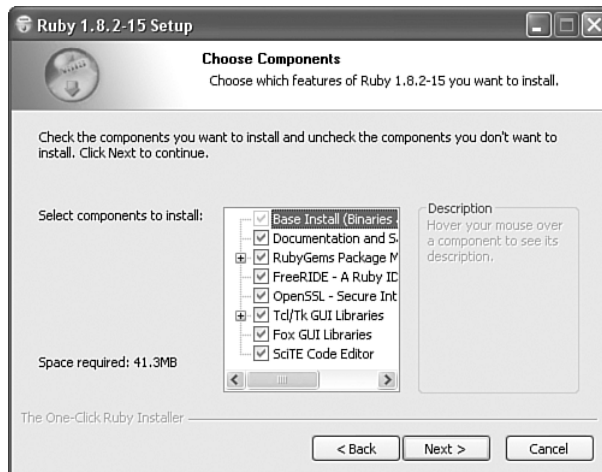 Ruby 1.8.2-15 Setup
Choose Components
Choose which features of Ruby 1.8.2-15 you want to install.
Check the components you want to install and uncheck the components you don't want to
install. Click Next to continue.
Select components to install:
Base Install (Binaries
Documentation and S
RubyGems Package M
FreeRIDE - A Ruby ID
OpenSSL - Secure Int
Tcl/Tk GUI Libraries
Fox GUI Libraries
SciTE Code Editor
Description
Hover your mouse over
a component to see its
description.
Space required: 41.3MB
The One-Click Ruby Installer
< Back
Next >
Cancel